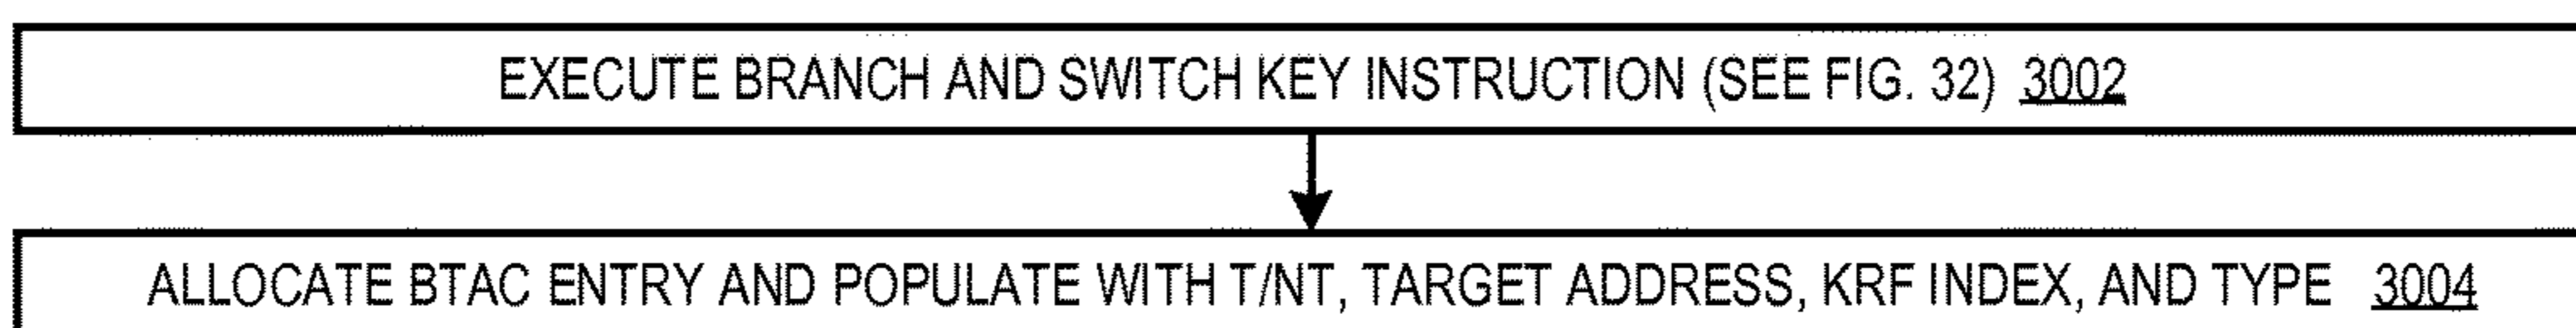 EXECUTE BRANCH AND SWITCH KEY INSTRUCTION (SEE FIG. 32) 3002
ALLOCATE BTAC ENTRY AND POPULATE WITH T/NT, TARGET ADDRESS, KRF INDEX, AND TYPE 3004